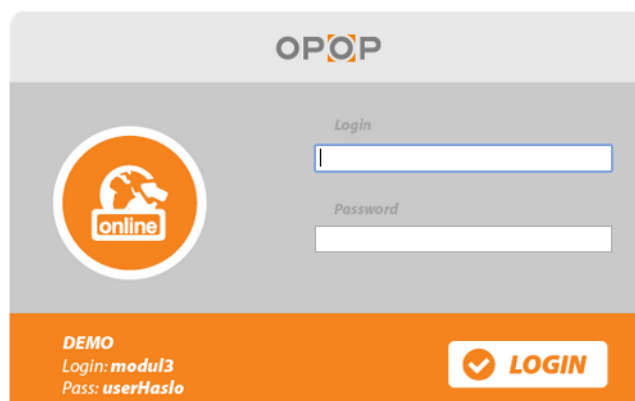 OPOP
Login
online
Password
DEMO
Login: modul3
Pass: userHaslo
LOGIN